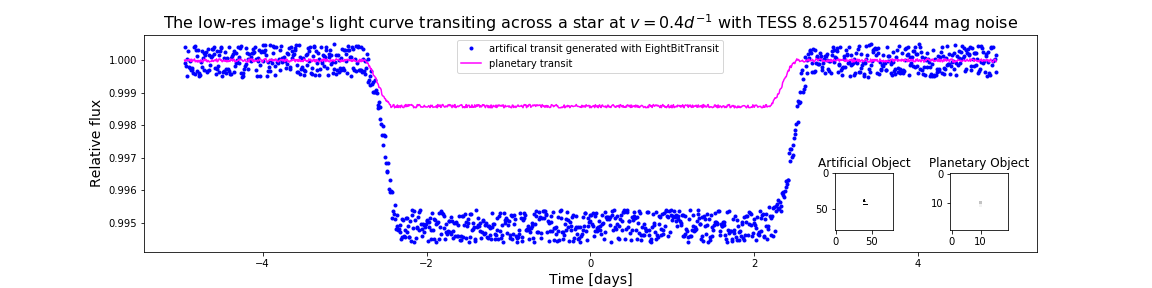 The low-res image's light curve transiting across a star at v = 0.4d⁻¹ with TESS 8.62515704644 mag noise
artifical transit generated with EightBitTransit
planetary transit
Relative flux
1.000
0.999
0.998
0.997
0.996
0.995
Artificial Object
0
50
0
50
Planetary Object
0
10
0
10
−4
−2
0
2
4
Time [days]